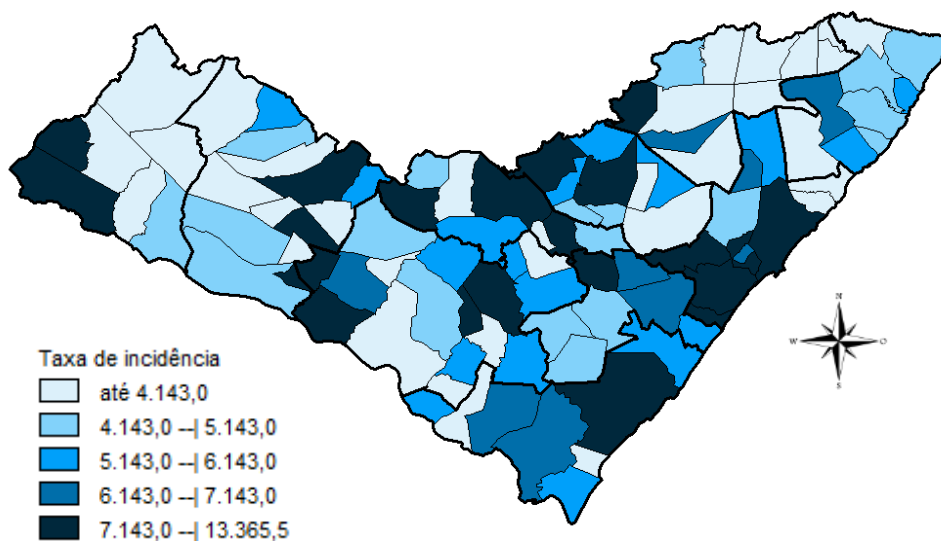 N
W
O
S
Taxa de incidência
até 4.143,0
4.143,0 --| 5.143,0
5.143,0 --| 6.143,0
6.143,0 --| 7.143,0
7.143,0 --| 13.365,5